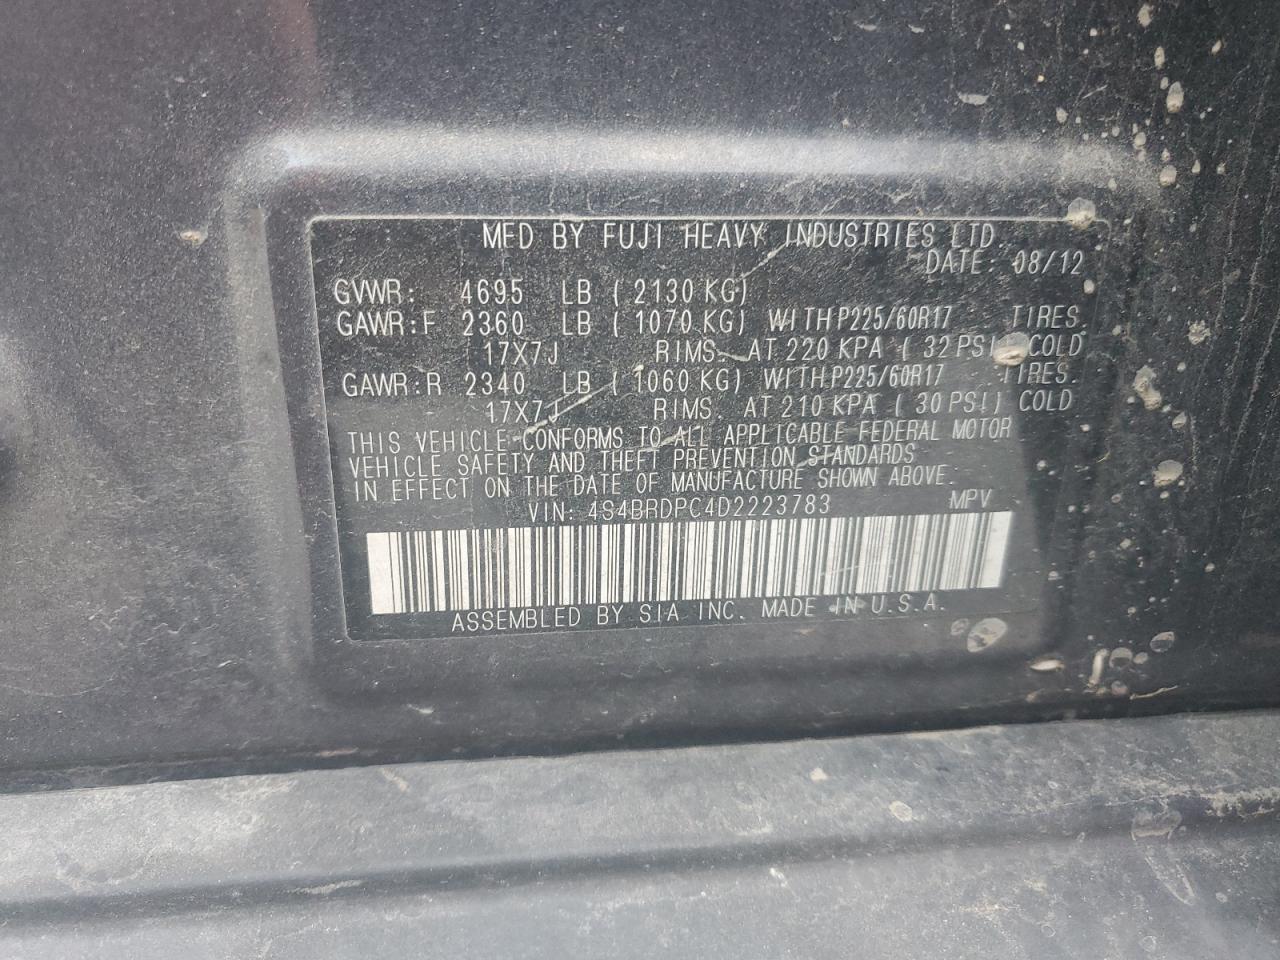 MFD BY FUJI HEAVY INDUSTRIES LTD.
DATE: 08/12
GVWR: 4695 LB (2130 KG)
GAWR:F 2360 LB (1070 KG) WITH P225/60R17 TIRES.
17X7J RIMS. AT 220 KPA (32 PSI) COLD
GAWR:R 2340 LB (1060 KG) WITH P225/60R17 TIRES.
17X7J RIMS. AT 210 KPA (30 PSI) COLD
THIS VEHICLE CONFORMS TO ALL APPLICABLE FEDERAL MOTOR
VEHICLE SAFETY AND THEFT PREVENTION STANDARDS
IN EFFECT ON THE DATE OF MANUFACTURE SHOWN ABOVE.
VIN: 4S4BRDPC4D2223783 MPV
ASSEMBLED BY SIA INC. MADE IN U.S.A.